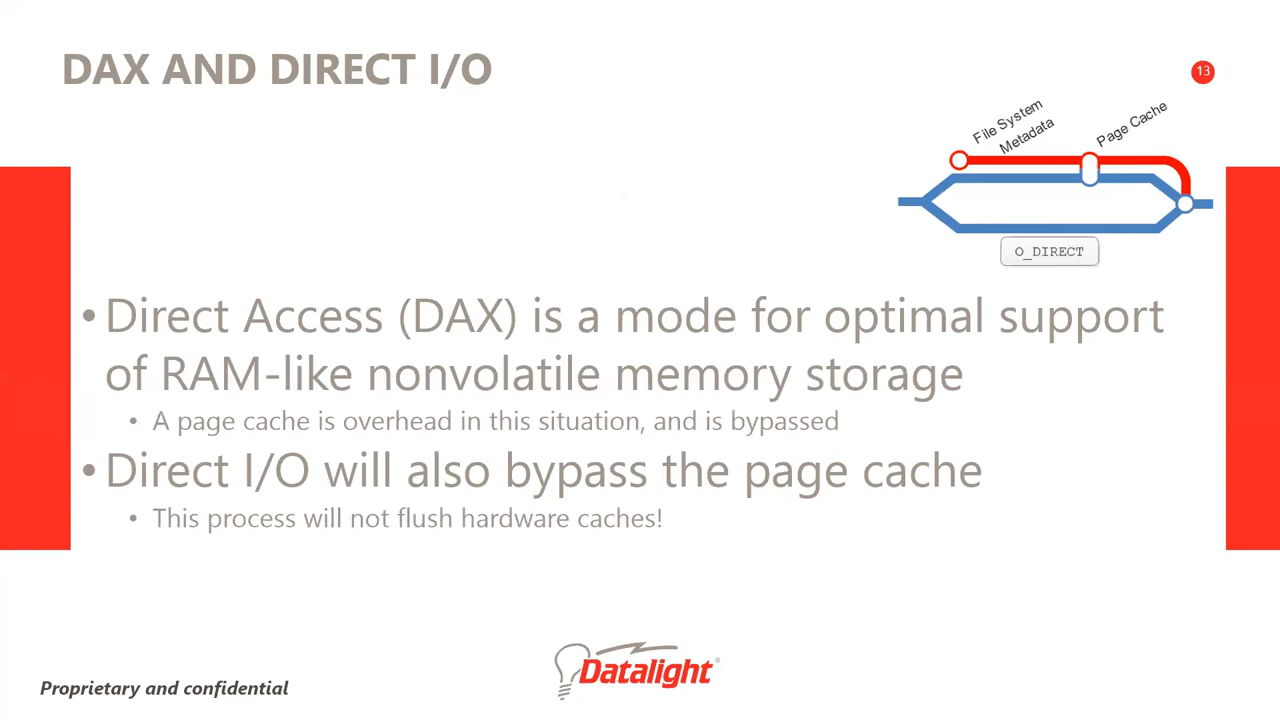 DAX AND DIRECT I/O
13
File System
Metadata
Page Cache
O_DIRECT
• Direct Access (DAX) is a mode for optimal support
of RAM-like nonvolatile memory storage
• A page cache is overhead in this situation, and is bypassed
• Direct I/O will also bypass the page cache
• This process will not flush hardware caches!
Datalight®
Proprietary and confidential